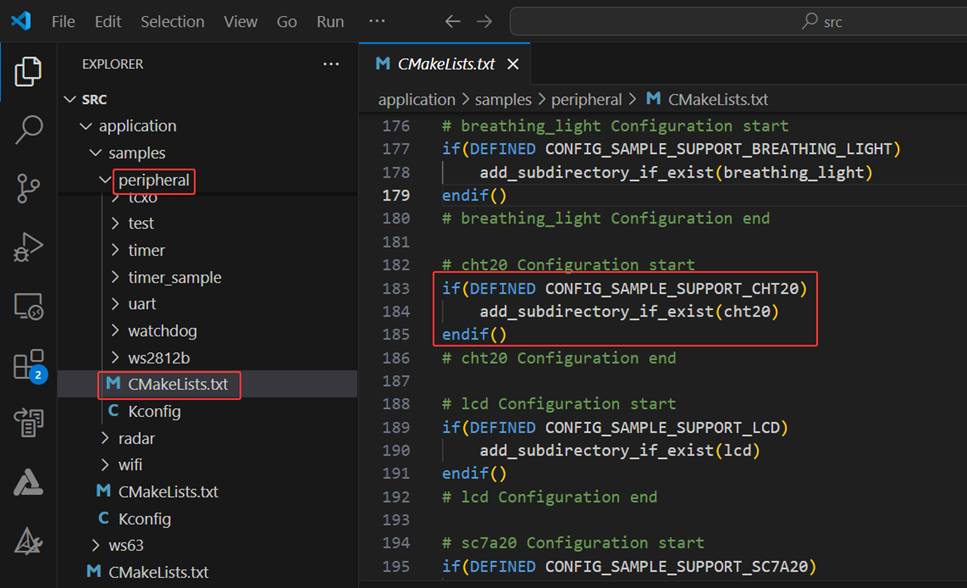 File Edit Selection View Go Run ···
src
EXPLORER ···
SRC
application
samples
peripheral
tcxo
test
timer
timer_sample
uart
watchdog
ws2812b
M CMakeLists.txt
C Kconfig
radar
wifi
M CMakeLists.txt
C Kconfig
ws63
M CMakeLists.txt
2
M CMakeLists.txt
application > samples > peripheral > M CMakeLists.txt
176 # breathing_light Configuration start
177 if(DEFINED CONFIG_SAMPLE_SUPPORT_BREATHING_LIGHT)
178 add_subdirectory_if_exist(breathing_light)
179 endif()
180 # breathing_light Configuration end
181
182 # cht20 Configuration start
183 if(DEFINED CONFIG_SAMPLE_SUPPORT_CHT20)
184 add_subdirectory_if_exist(cht20)
185 endif()
186 # cht20 Configuration end
187
188 # lcd Configuration start
189 if(DEFINED CONFIG_SAMPLE_SUPPORT_LCD)
190 add_subdirectory_if_exist(lcd)
191 endif()
192 # lcd Configuration end
193
194 # sc7a20 Configuration start
195 if(DEFINED CONFIG_SAMPLE_SUPPORT_SC7A20)